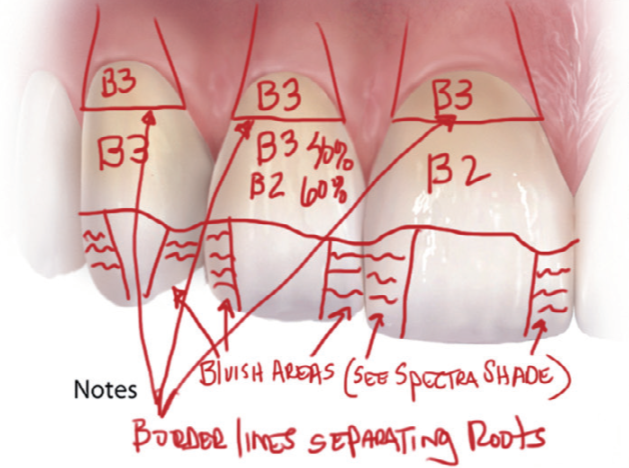 B3 B3 B3
B3 B3 40% B2
B2 60%
BLUISH AREAS (SEE SPECTRA SHADE)
Notes
BORDER lines SEPARATING Roots